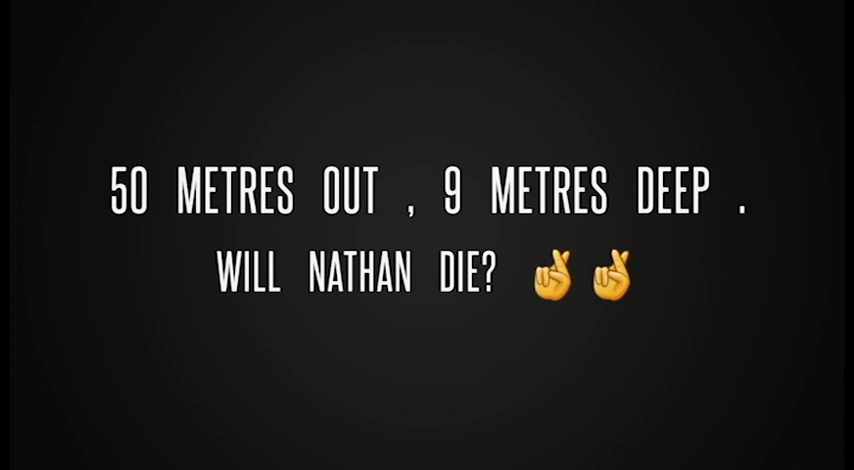 50 METRES OUT , 9 METRES DEEP .
WILL NATHAN DIE? 🤞🤞